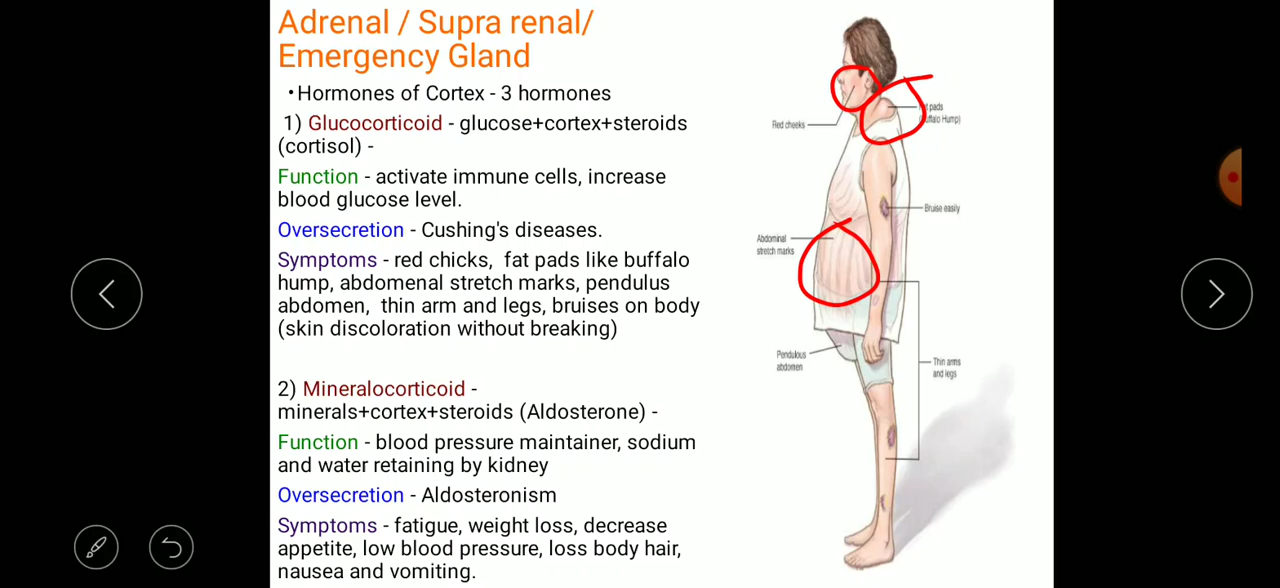 Adrenal / Supra renal/
Emergency Gland
•Hormones of Cortex - 3 hormones
1) Glucocorticoid - glucose+cortex+steroids
(cortisol) -
Function - activate immune cells, increase
blood glucose level.
Oversecretion - Cushing's diseases.
Symptoms - red chicks, fat pads like buffalo
hump, abdomenal stretch marks, pendulus
abdomen, thin arm and legs, bruises on body
(skin discoloration without breaking)
2) Mineralocorticoid -
minerals+cortex+steroids (Aldosterone) -
Function - blood pressure maintainer, sodium
and water retaining by kidney
Oversecretion - Aldosteronism
Symptoms - fatigue, weight loss, decrease
appetite, low blood pressure, loss body hair,
nausea and vomiting.
pads
Hump)
Red cheeks
Bruise easily
Abdominal
stretch marks
Pendulous
abdomen
Thin arms
and legs